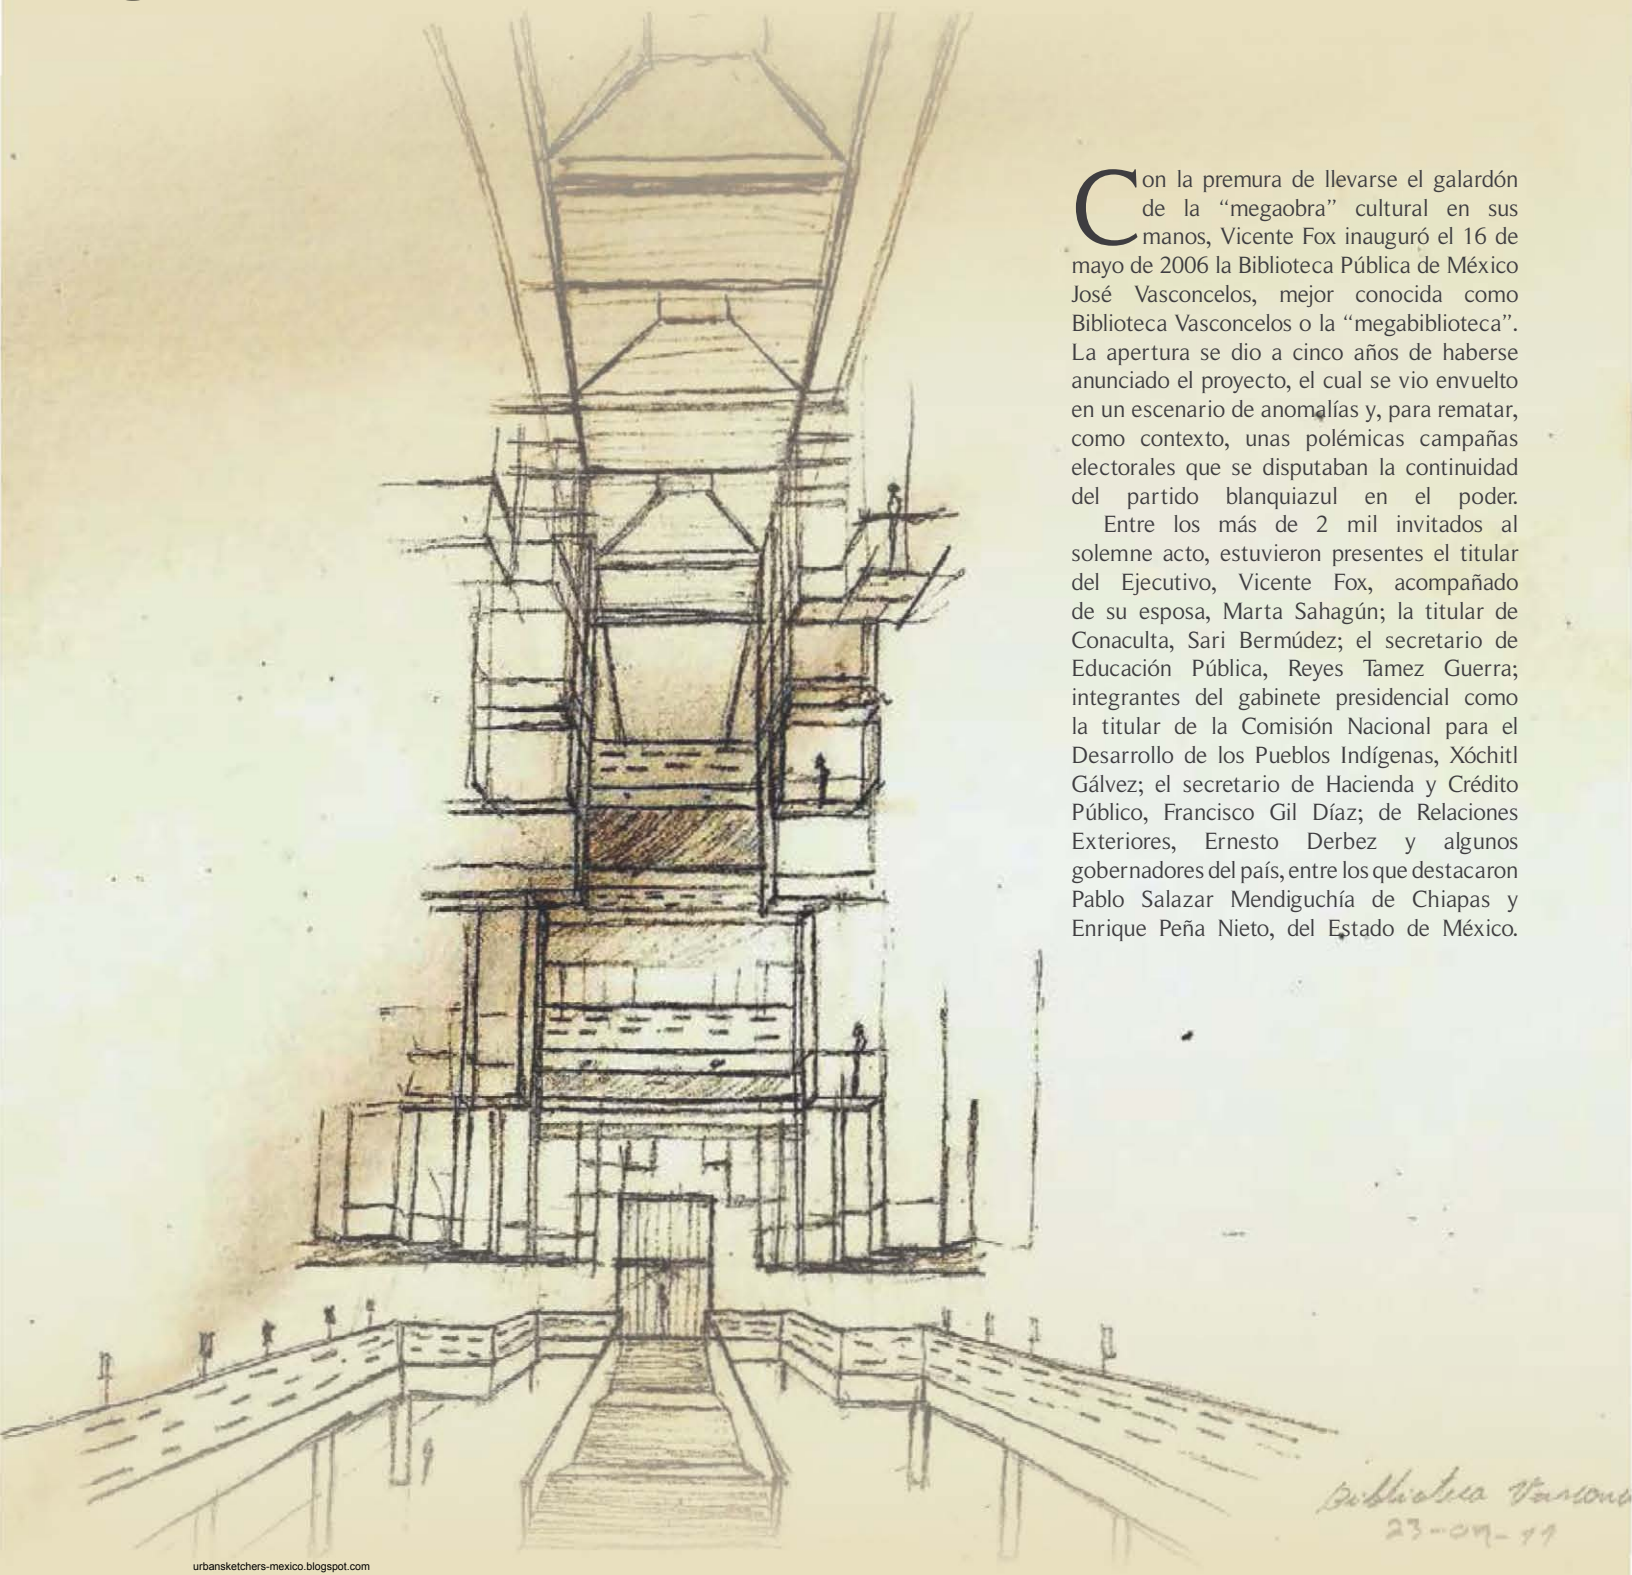 Con la premura de llevarse el galardón
de la “megaobra” cultural en sus
manos, Vicente Fox inauguró el 16 de
mayo de 2006 la Biblioteca Pública de México
José Vasconcelos, mejor conocida como
Biblioteca Vasconcelos o la “megabiblioteca”.
La apertura se dio a cinco años de haberse
anunciado el proyecto, el cual se vio envuelto
en un escenario de anomalías y, para rematar,
como contexto, unas polémicas campañas
electorales que se disputaban la continuidad
del partido blanquiazul en el poder.
Entre los más de 2 mil invitados al
solemne acto, estuvieron presentes el titular
del Ejecutivo, Vicente Fox, acompañado
de su esposa, Marta Sahagún; la titular de
Conaculta, Sari Bermúdez; el secretario de
Educación Pública, Reyes Tamez Guerra;
integrantes del gabinete presidencial como
la titular de la Comisión Nacional para el
Desarrollo de los Pueblos Indígenas, Xóchitl
Gálvez; el secretario de Hacienda y Crédito
Público, Francisco Gil Díaz; de Relaciones
Exteriores, Ernesto Derbez y algunos
gobernadores del país, entre los que destacaron
Pablo Salazar Mendiguchía de Chiapas y
Enrique Peña Nieto, del Estado de México.
Biblioteca
urbansketchers-mexico.blogspot.com